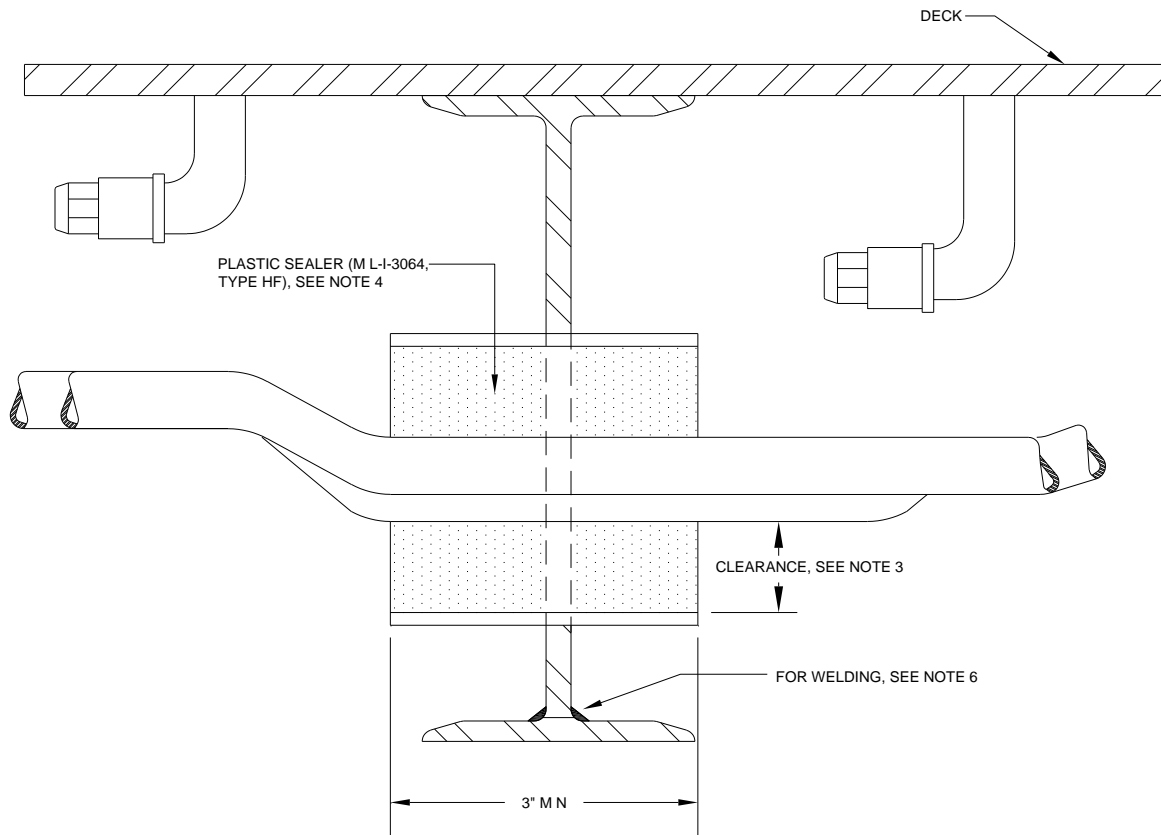 DECK
PLASTIC SEALER (M L-I-3064,
TYPE HF), SEE NOTE 4
CLEARANCE, SEE NOTE 3
FOR WELDING, SEE NOTE 6
3" M N